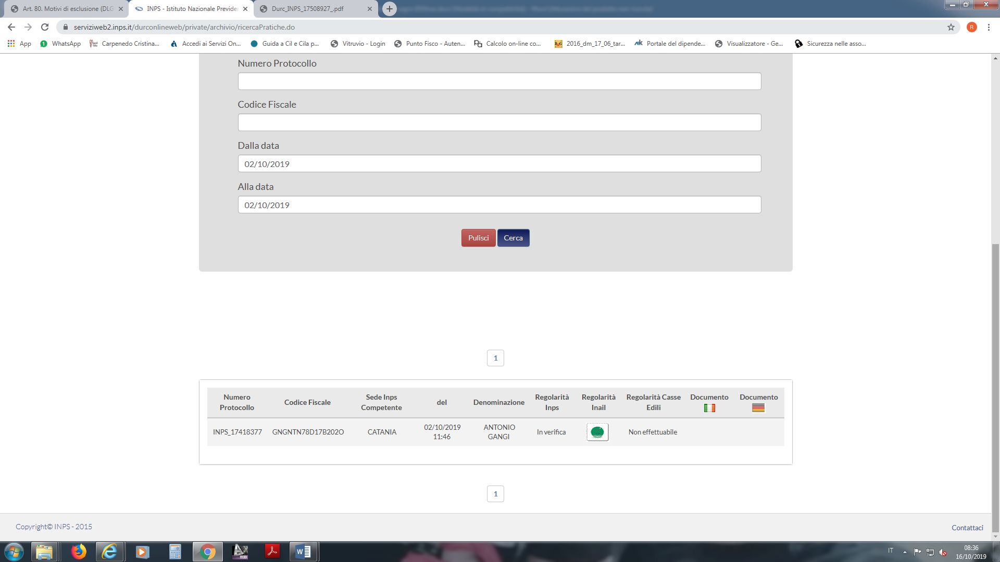 Art. 80. Motivi di esclusione (DLG
INPS - Istituto Nazionale Previder
Durc_INPS_17508927_.pdf
serviziweb2.inps.it/durconlineweb/private/archivio/ricercaPratiche.do
R
App
WhatsApp
Carpenedo Cristina...
Accedi ai Servizi On...
Guida a Cil e Cila p...
Vitruvio - Login
Punto Fisco - Auten...
Calcolo on-line co...
2016_dm_17_06_tar...
Portale del dipende...
Visualizzatore - Ge...
Sicurezza nelle asso...
Numero Protocollo
Codice Fiscale
Dalla data
02/10/2019
Alla data
02/10/2019
Pulisci Cerca
1
Numero Protocollo Codice Fiscale Sede Inps Competente del Denominazione Regolarità Inps Regolarità Inail Regolarità Casse Edili Documento Documento
INPS_17418377 GNGNTN78D17B202O CATANIA 02/10/2019 11:46 ANTONIO GANGI In verifica Non effettuabile
1
Copyright© INPS - 2015
Contattaci
IT
08:36
16/10/2019